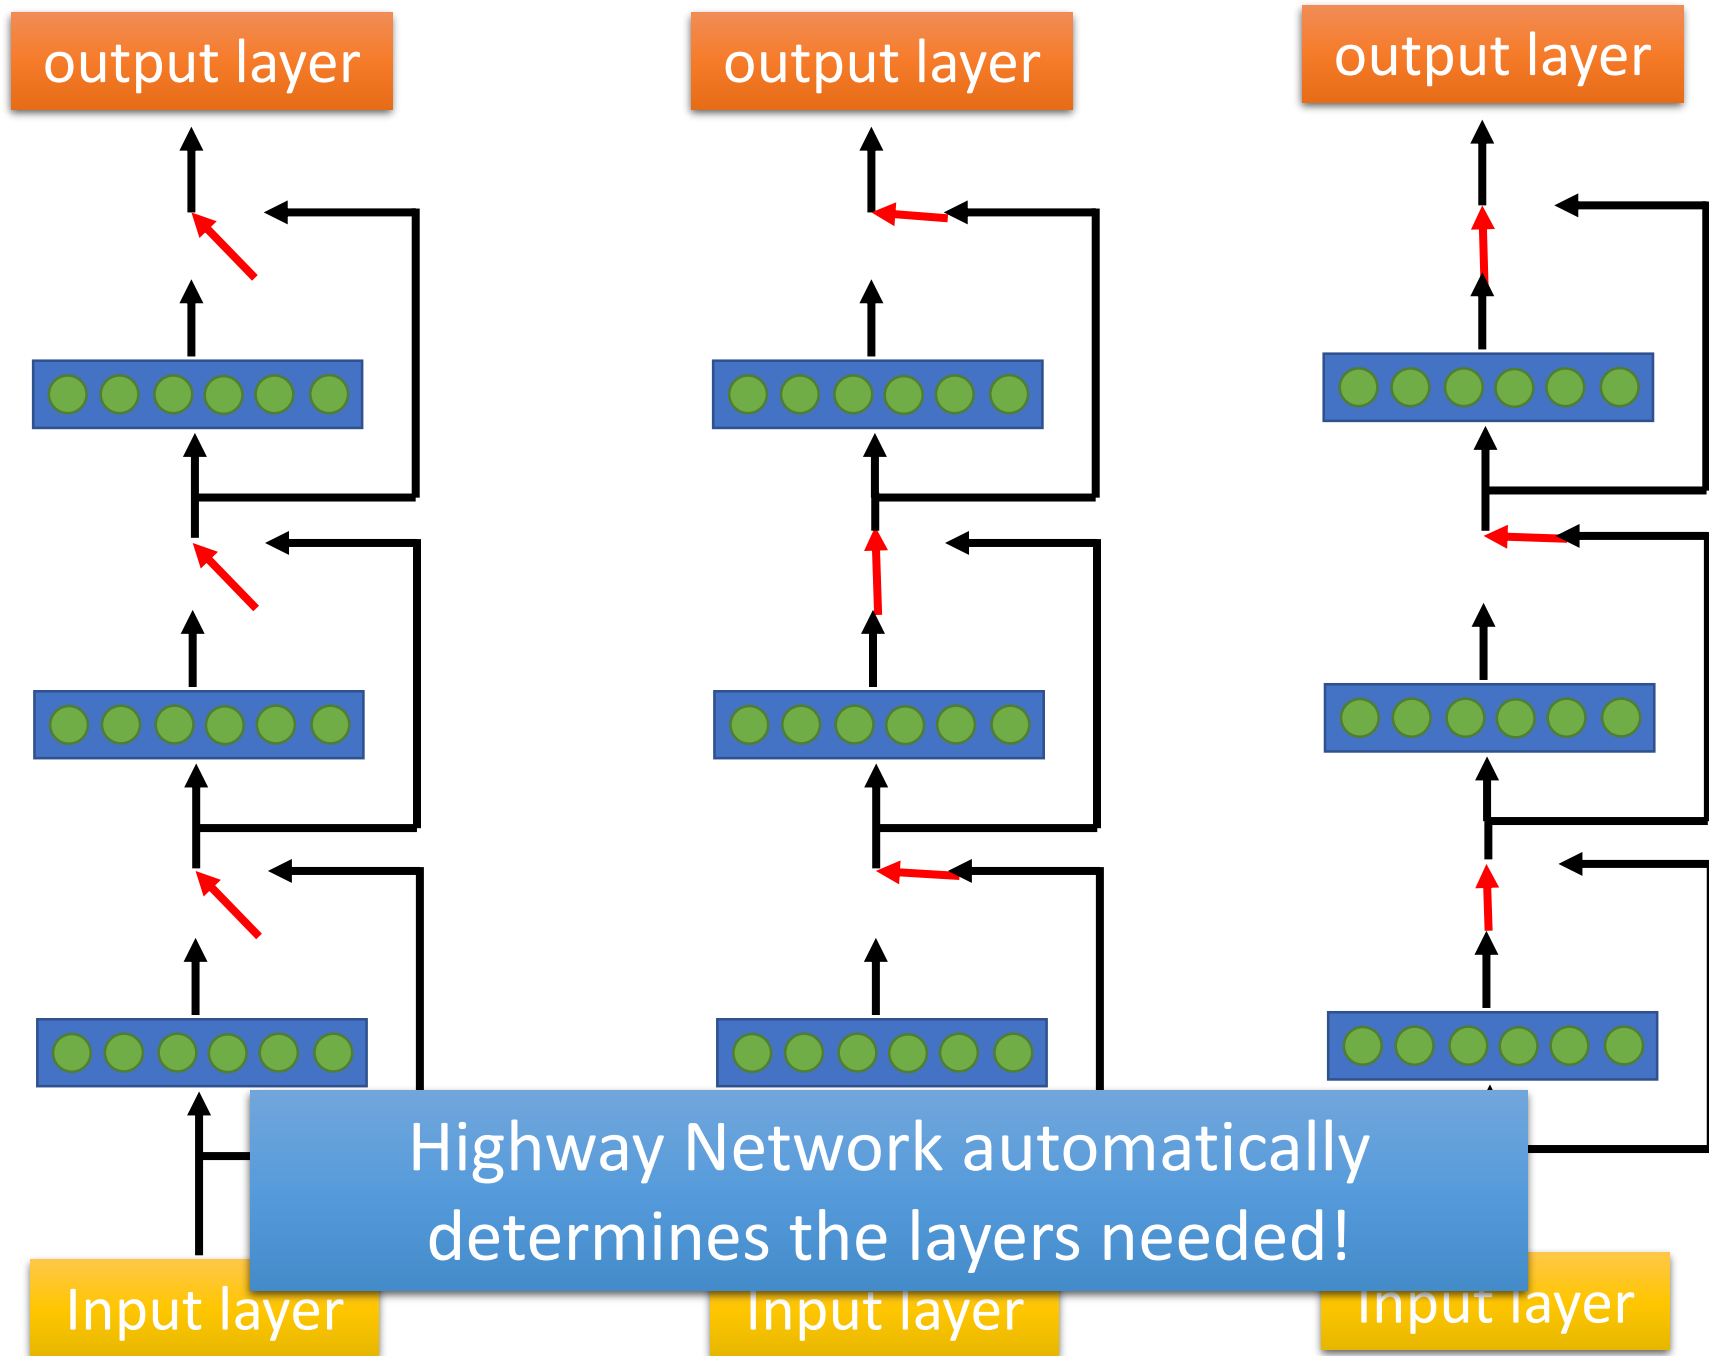 output layer
output layer
output layer
Highway Network automatically
determines the layers needed!
Input layer
Input layer
Input layer